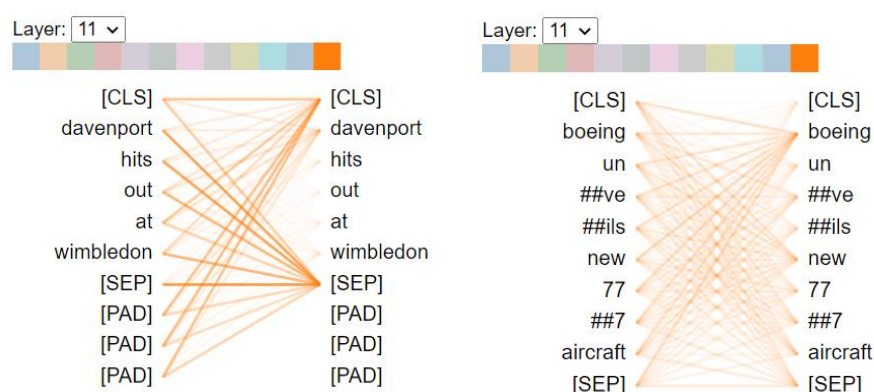 Layer: 11
[CLS] [CLS]
davenport davenport
hits hits
out out
at at
wimbledon wimbledon
[SEP] [SEP]
[PAD] [PAD]
[PAD] [PAD]
[PAD] [PAD]
Layer: 11
[CLS] [CLS]
boeing boeing
un un
##ve ##ve
##ils ##ils
new new
77 77
##7 ##7
aircraft aircraft
[SEP] [SEP]